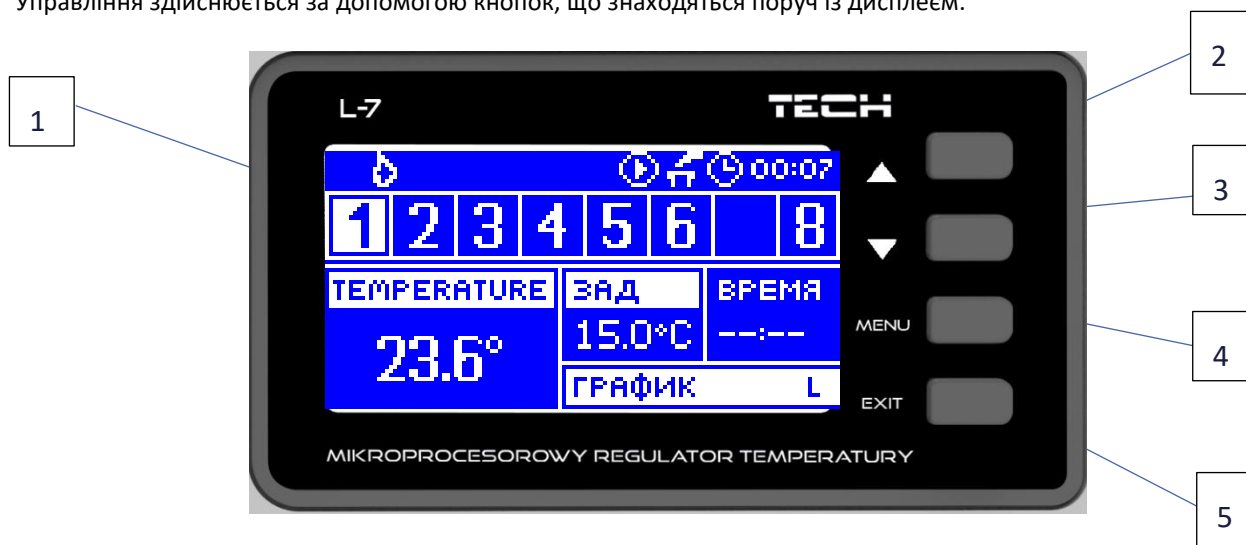 Управління здійснюється за допомогою кнопок, що знаходяться поруч із дисплеєм.
1
2
3
4
5
L-7 TECH
00:07
1 2 3 4 5 6 8
TEMPERATURE ЗАД ВРЕМЯ
23.6° 15.0°C --:--
ГРАФИК L
MENU
EXIT
MIKROPROCESOROWY REGULATOR TEMPERATURY